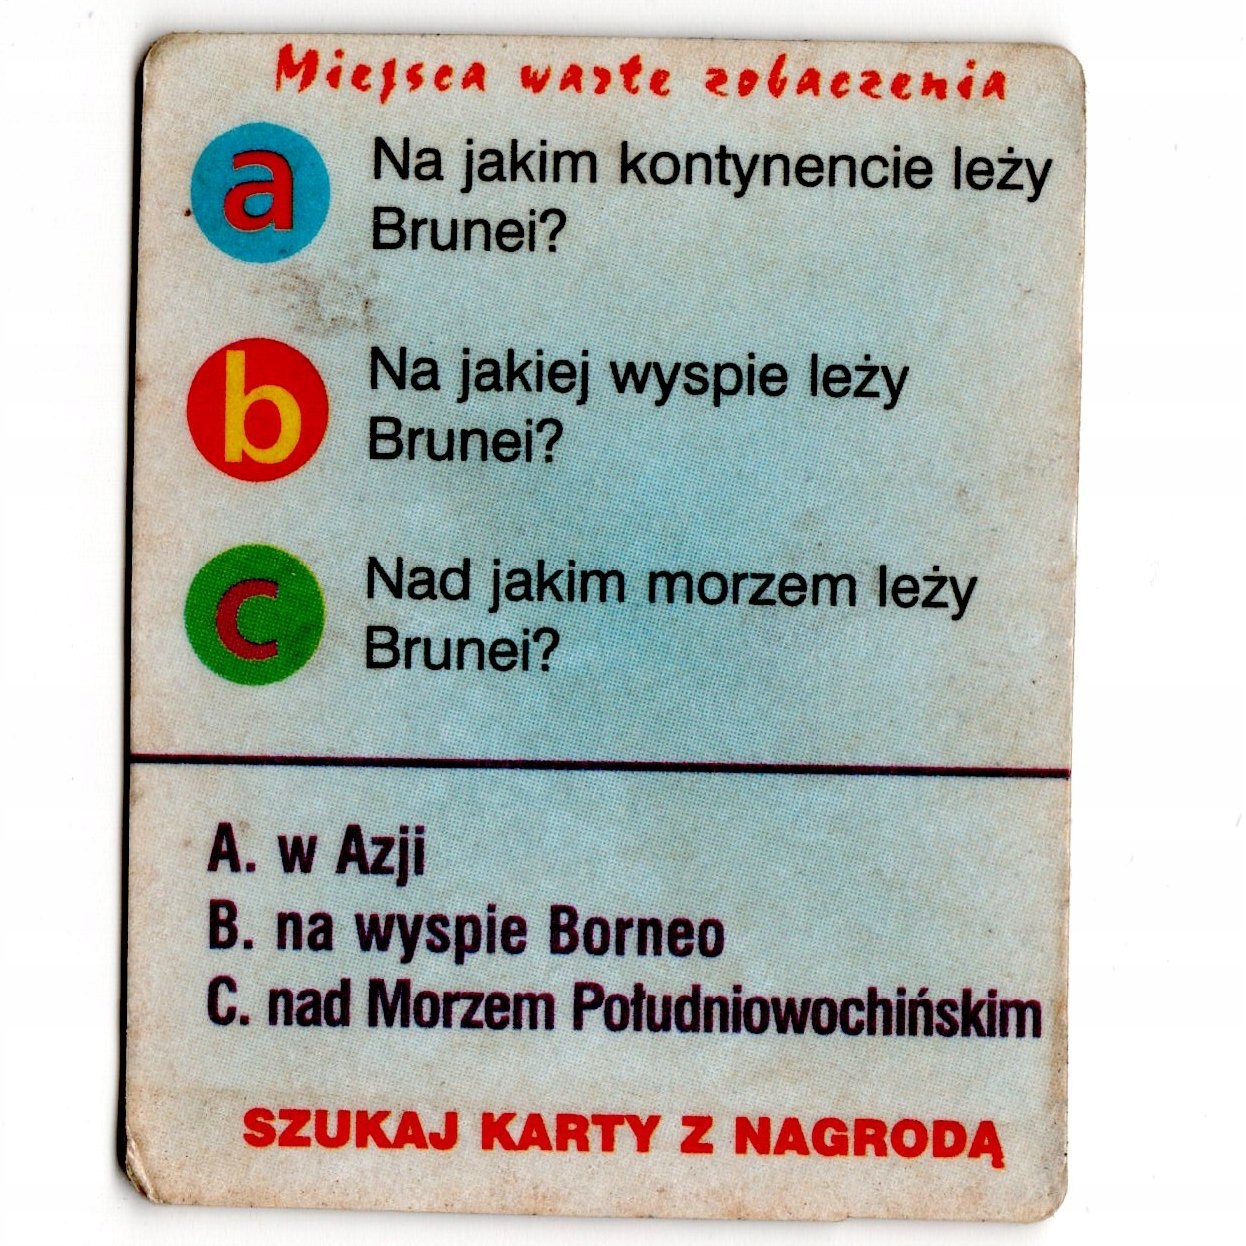 Miejsca warte zobaczenia
a Na jakim kontynencie leży
Brunei?
b Na jakiej wyspie leży
Brunei?
c Nad jakim morzem leży
Brunei?
A. w Azji
B. na wyspie Borneo
C. nad Morzem Południowochińskim
SZUKAJ KARTY Z NAGRODĄ